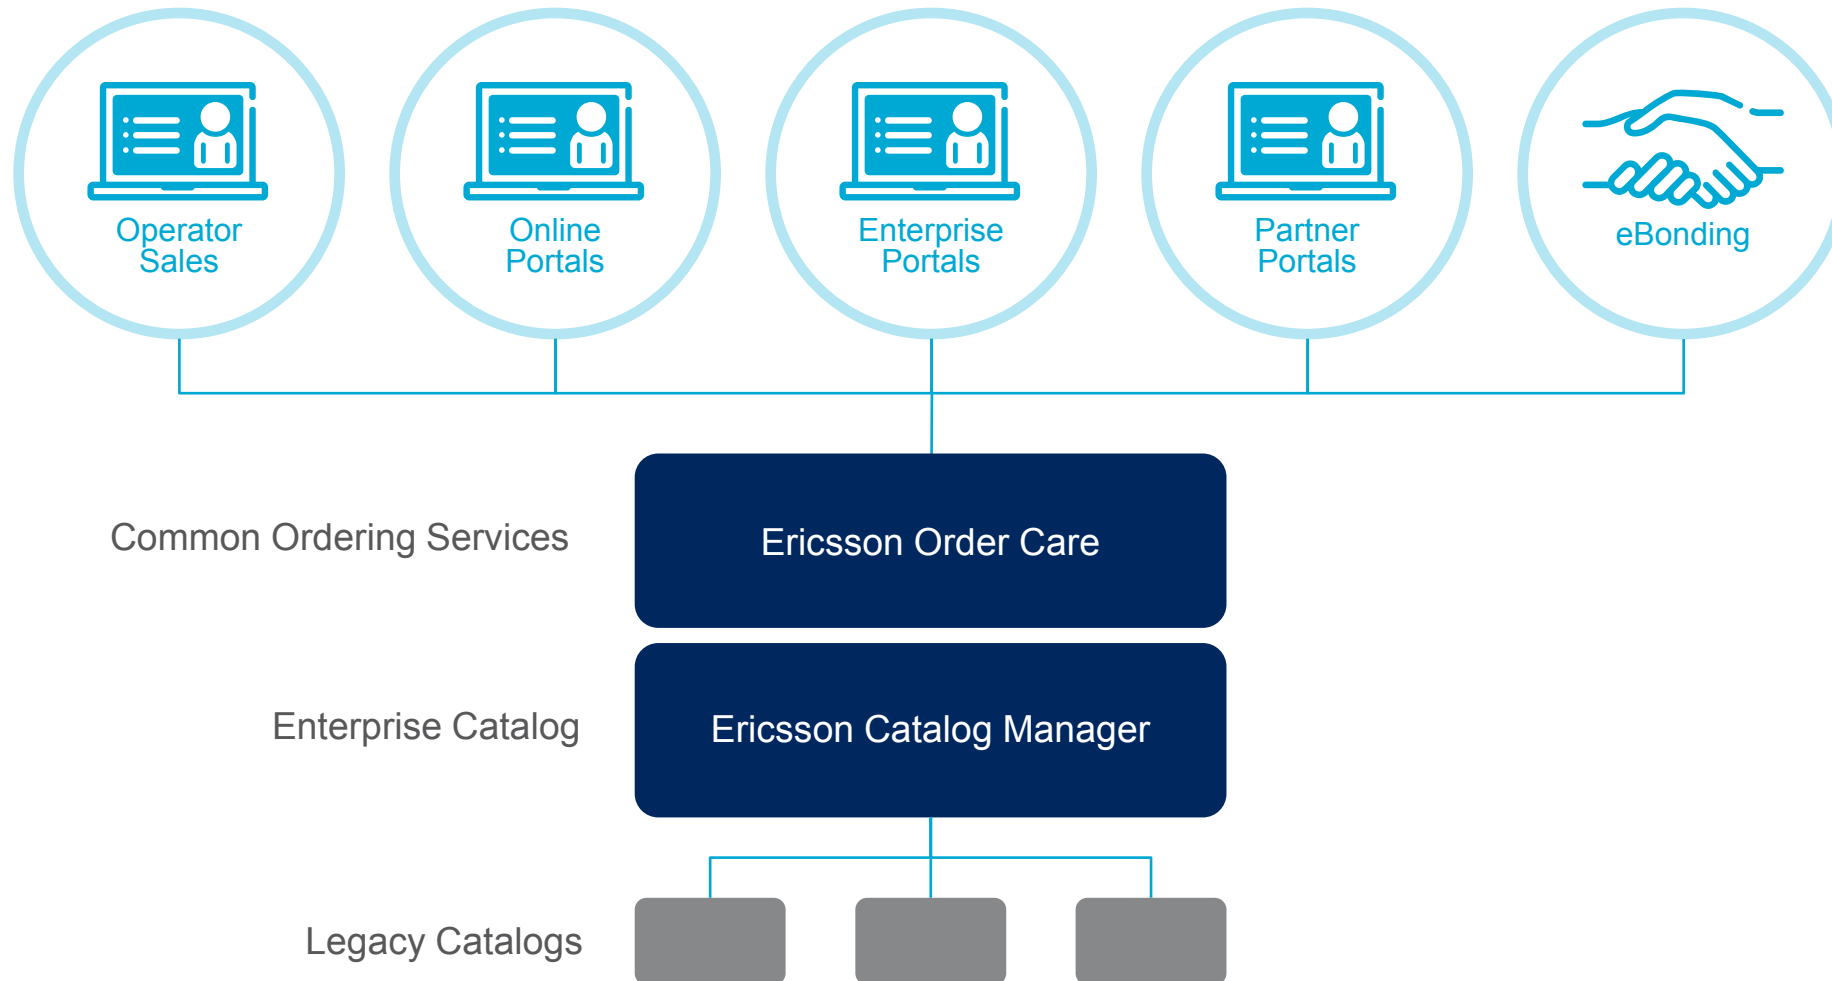 Operator
Sales
Online
Portals
Enterprise
Portals
Partner
Portals
eBonding
Common Ordering Services
Ericsson Order Care
Enterprise Catalog
Ericsson Catalog Manager
Legacy Catalogs